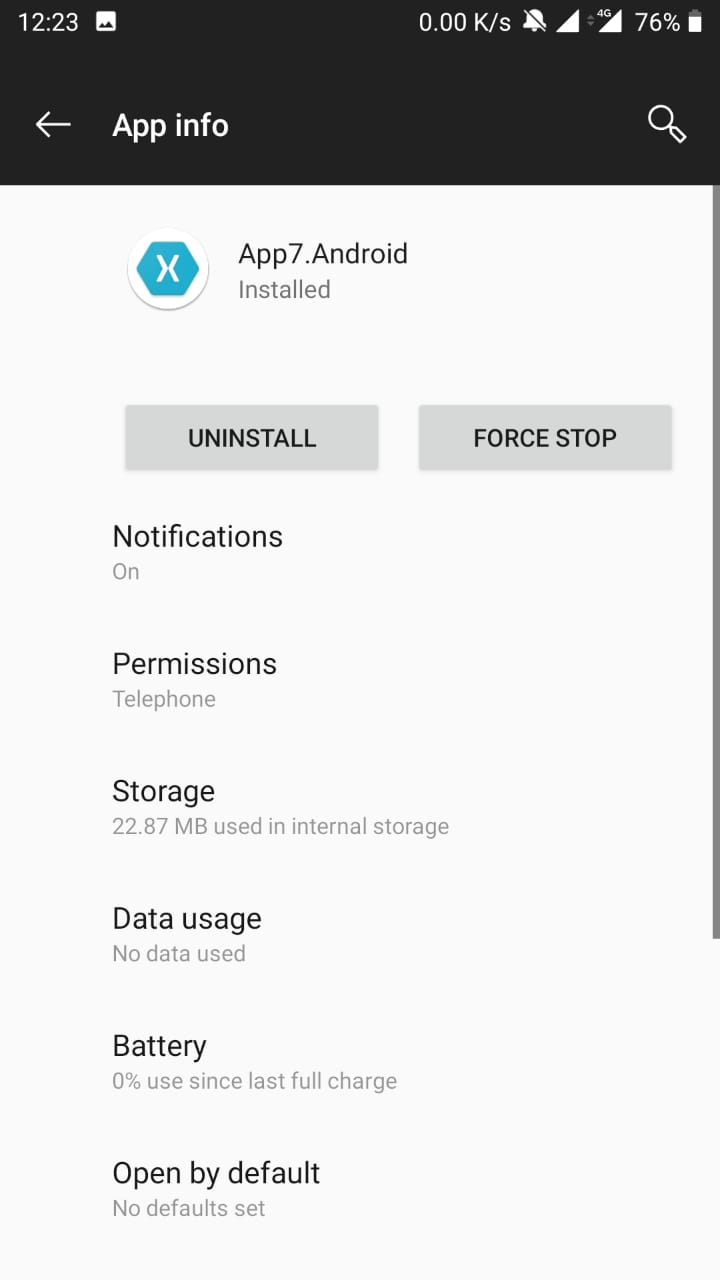 12:23 0.00 K/s 4G 76%
App info
X
App7.Android
Installed
UNINSTALL FORCE STOP
Notifications
On
Permissions
Telephone
Storage
22.87 MB used in internal storage
Data usage
No data used
Battery
0% use since last full charge
Open by default
No defaults set